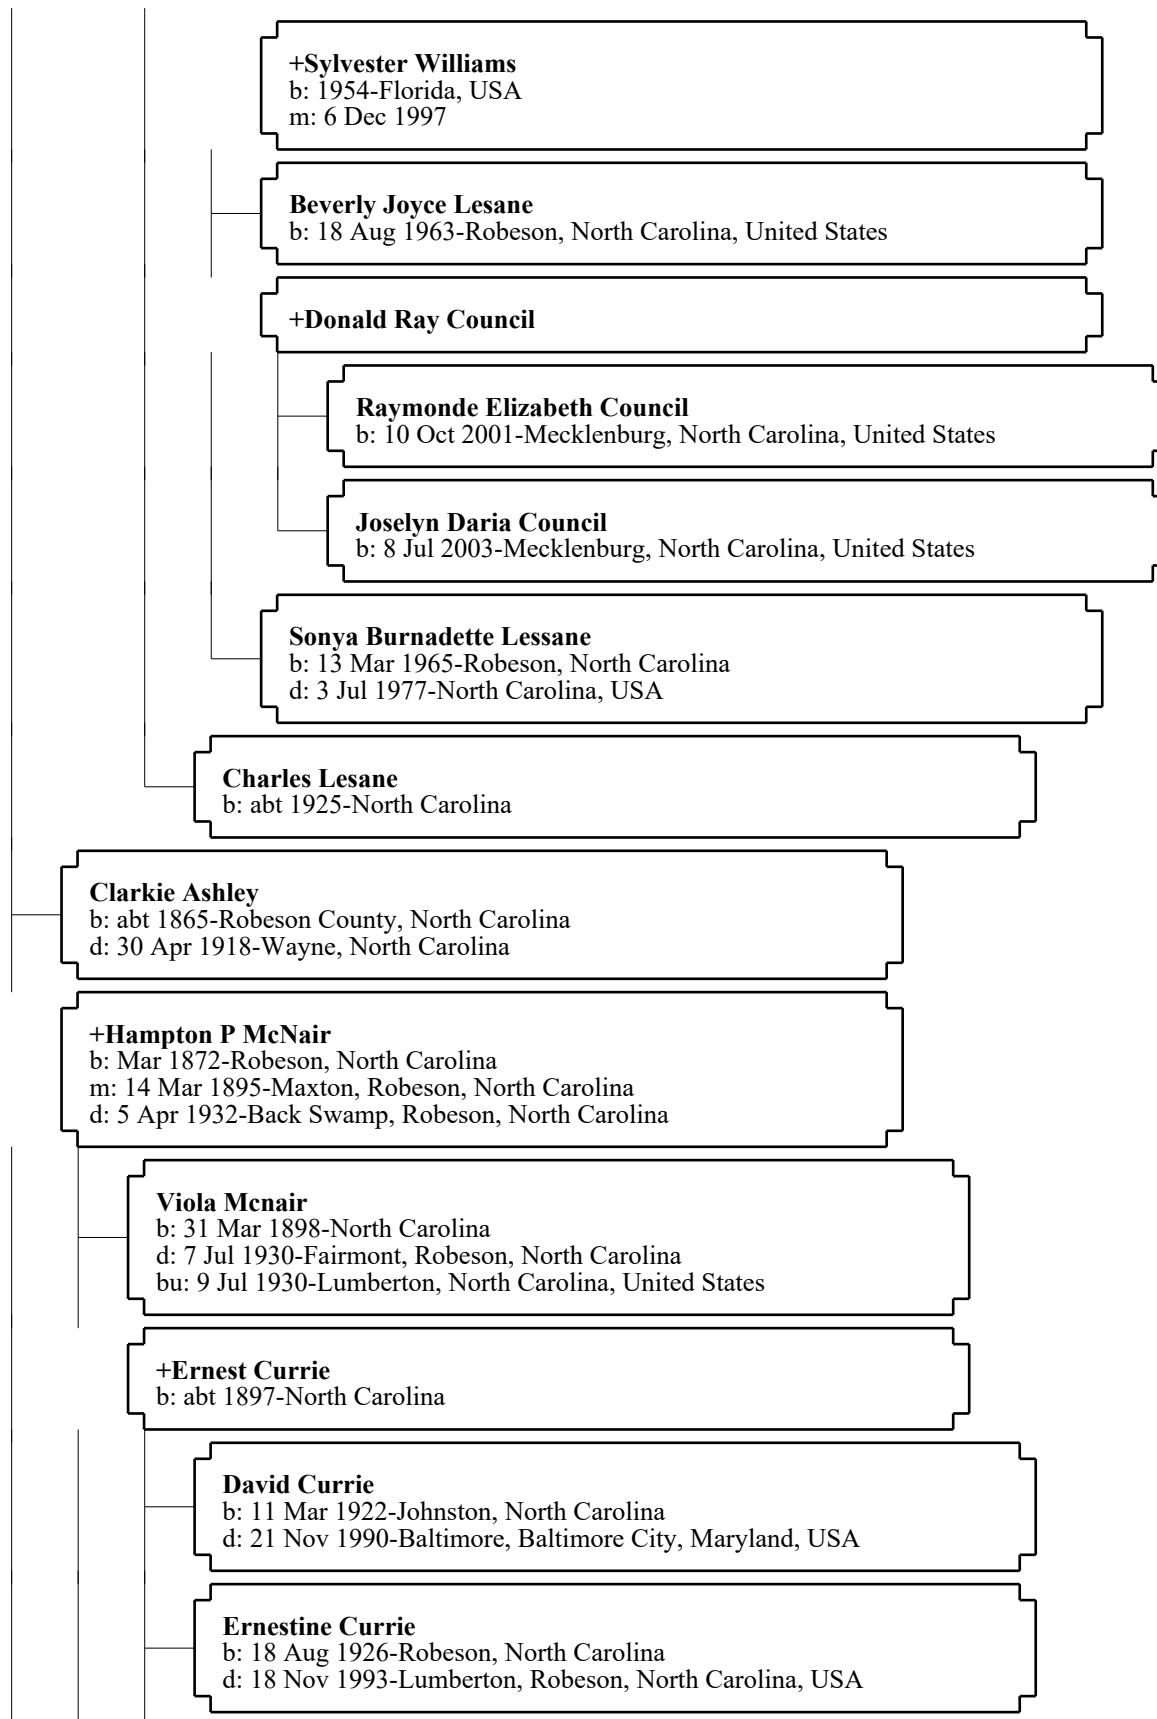 +Sylvester Williams
b: 1954-Florida, USA
m: 6 Dec 1997
Beverly Joyce Lesane
b: 18 Aug 1963-Robeson, North Carolina, United States
+Donald Ray Council
Raymonde Elizabeth Council
b: 10 Oct 2001-Mecklenburg, North Carolina, United States
Joselyn Daria Council
b: 8 Jul 2003-Mecklenburg, North Carolina, United States
Sonya Burnadette Lessane
b: 13 Mar 1965-Robeson, North Carolina
d: 3 Jul 1977-North Carolina, USA
Charles Lesane
b: abt 1925-North Carolina
Clarkie Ashley
b: abt 1865-Robeson County, North Carolina
d: 30 Apr 1918-Wayne, North Carolina
+Hampton P McNair
b: Mar 1872-Robeson, North Carolina
m: 14 Mar 1895-Maxton, Robeson, North Carolina
d: 5 Apr 1932-Back Swamp, Robeson, North Carolina
Viola Mcnair
b: 31 Mar 1898-North Carolina
d: 7 Jul 1930-Fairmont, Robeson, North Carolina
bu: 9 Jul 1930-Lumberton, North Carolina, United States
+Ernest Currie
b: abt 1897-North Carolina
David Currie
b: 11 Mar 1922-Johnston, North Carolina
d: 21 Nov 1990-Baltimore, Baltimore City, Maryland, USA
Ernestine Currie
b: 18 Aug 1926-Robeson, North Carolina
d: 18 Nov 1993-Lumberton, Robeson, North Carolina, USA